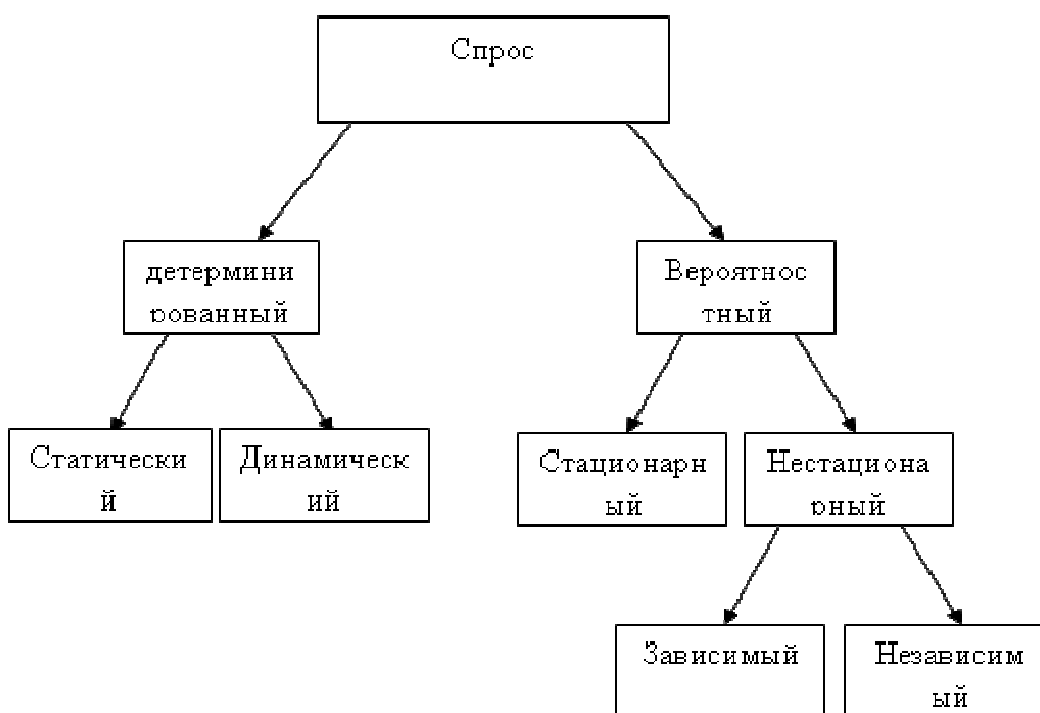 Спрос
детермини
рованный
Вероятнос
тный
Статически
й
Динамическ
ий
Стационарн
ый
Нестациона
рный
Зависимый
Независим
ый